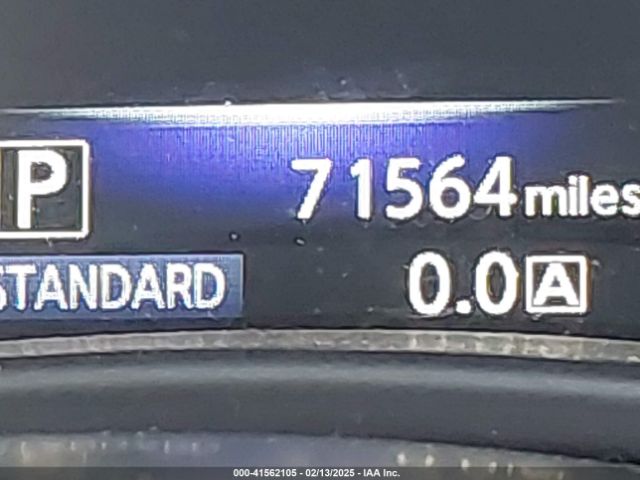 P 71564 miles
STANDARD 0.0 A
000-41562105 - 02/13/2025 - IAA Inc.